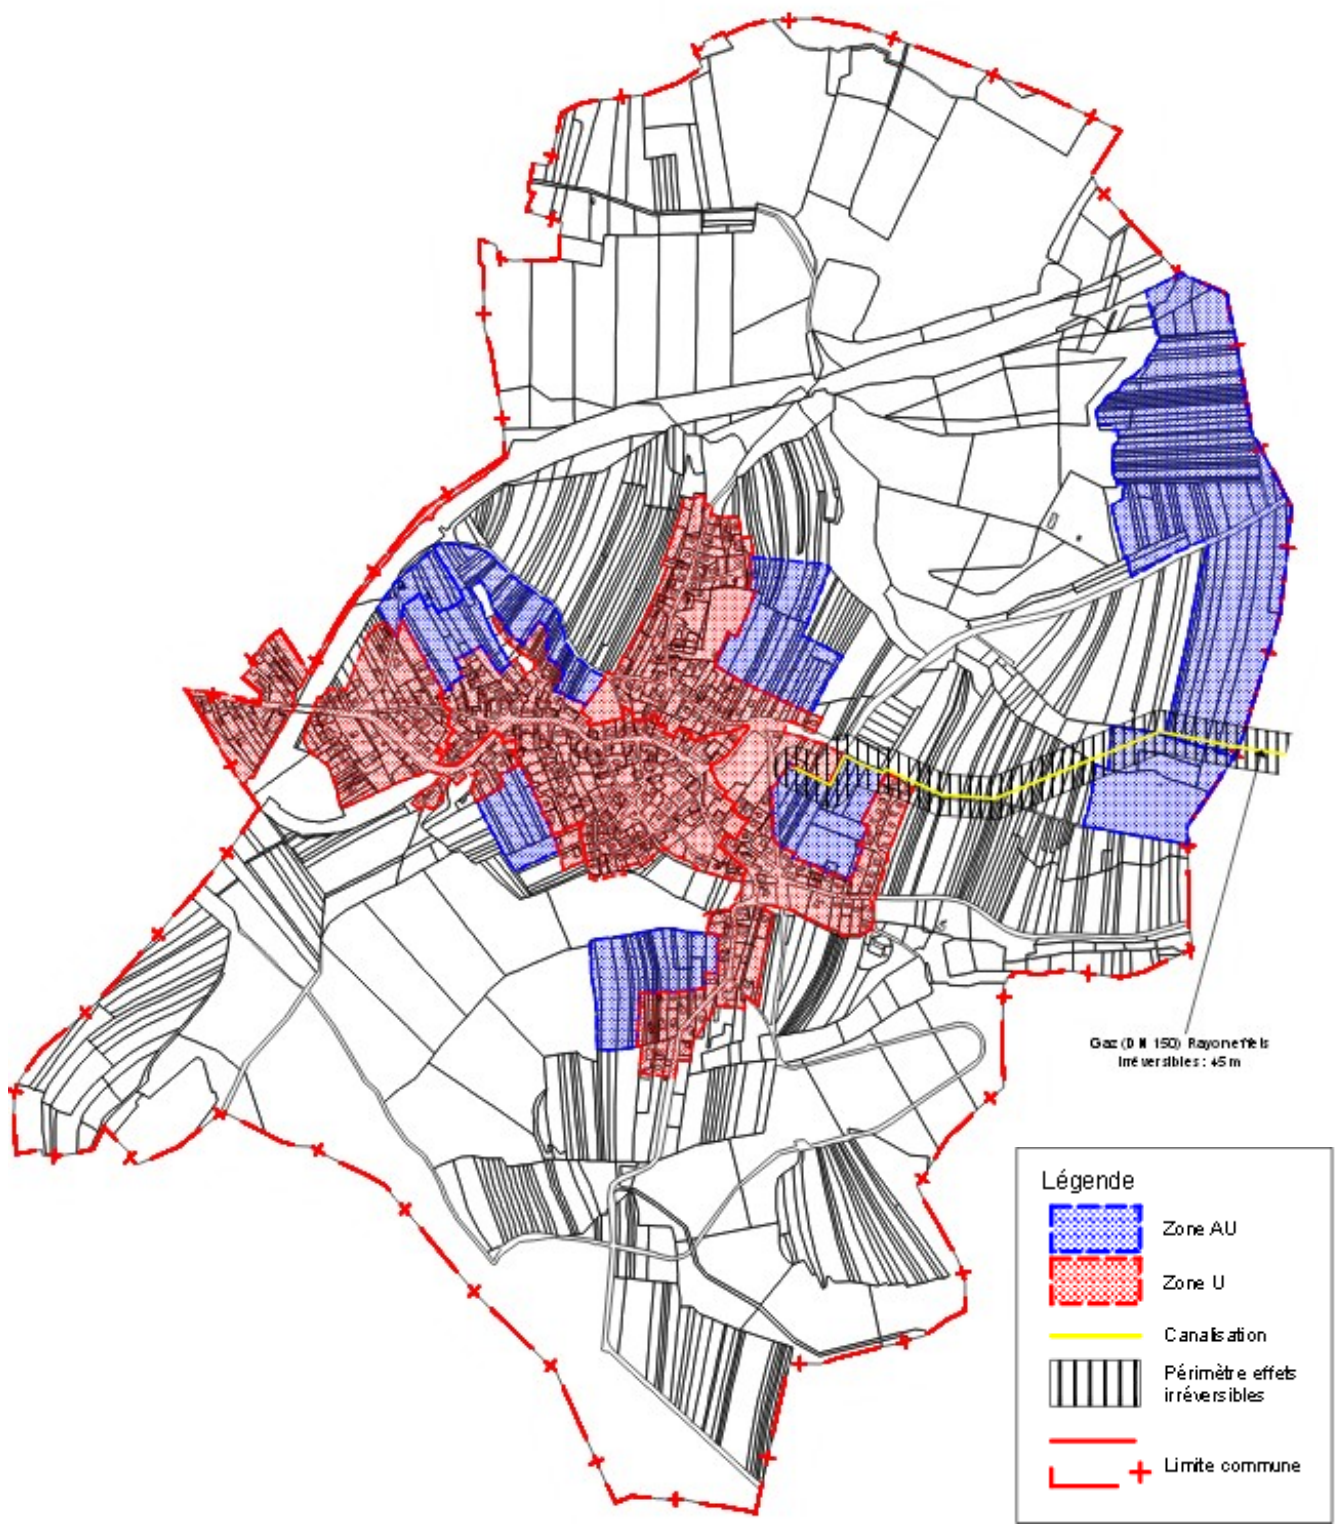 Gaz (DN 150) Rayon effets
irréversibles : 45 m
Légende
Zone AU
Zone U
Canalisation
Périmètre effets
irréversibles
Limite commune